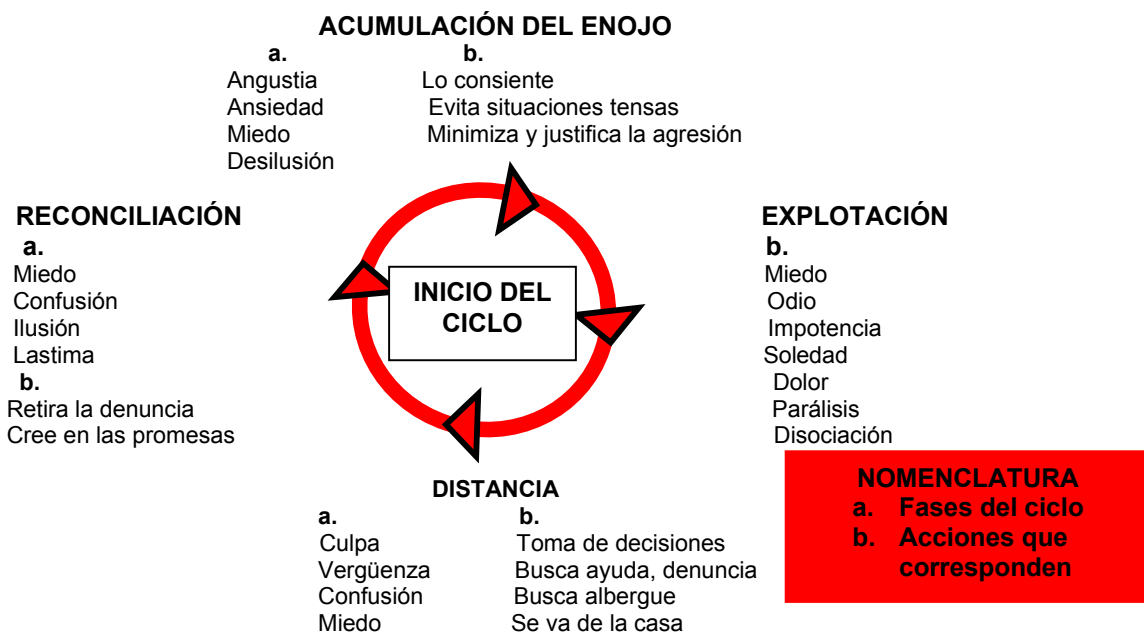 ACUMULACIÓN DEL ENOJO
a. b.
Angustia Lo consiente
Ansiedad Evita situaciones tensas
Miedo Minimiza y justifica la agresión
Desilusión
RECONCILIACIÓN
a.
Miedo
Confusión
Ilusión
Lastima
b.
Retira la denuncia
Cree en las promesas
INICIO DEL
CICLO
EXPLOTACIÓN
b.
Miedo
Odio
Impotencia
Soledad
Dolor
Parálisis
Disociación
DISTANCIA
a. b.
Culpa Toma de decisiones
Vergüenza Busca ayuda, denuncia
Confusión Busca albergue
Miedo Se va de la casa
NOMENCLATURA
a. Fases del ciclo
b. Acciones que
corresponden